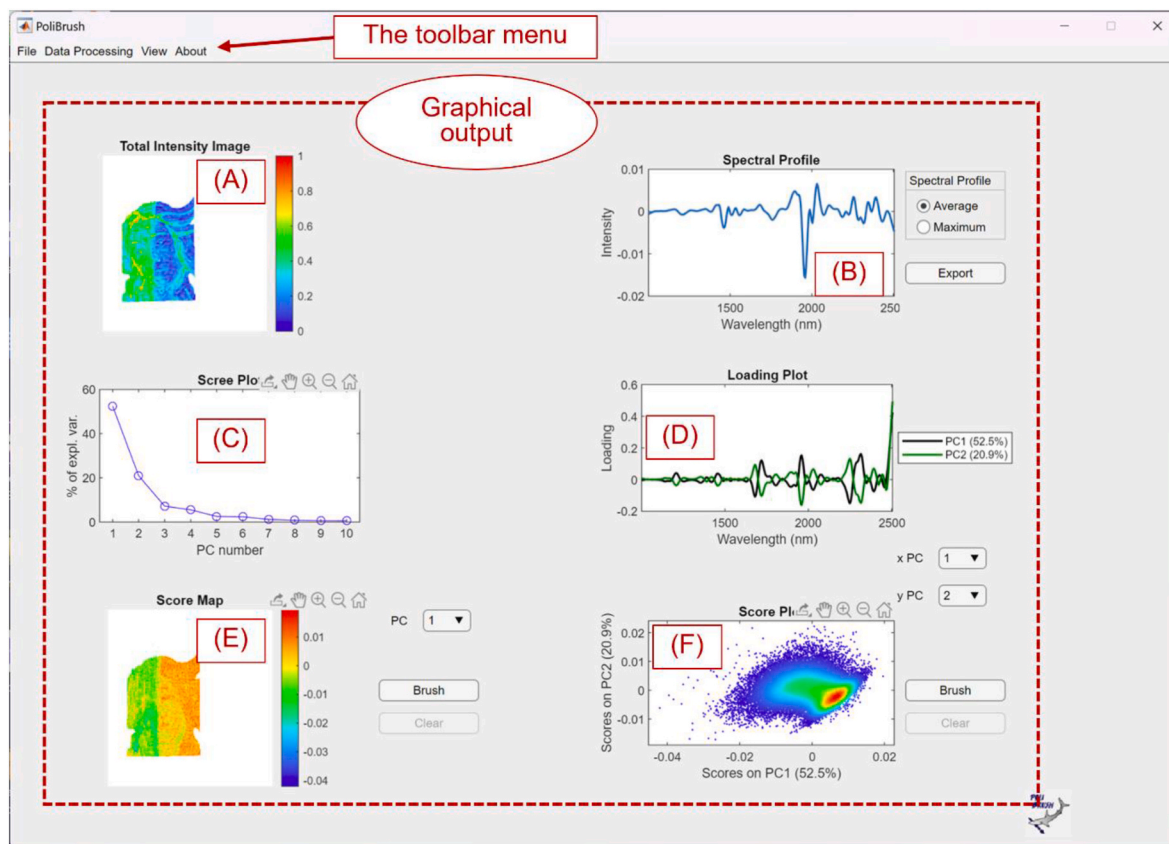 PoliBrush
File Data Processing View About
The toolbar menu
Graphical
output
Total Intensity Image
(A)
1
0.8
0.6
0.4
0.2
0
Spectral Profile
0.01
0
-0.01
-0.02
Intensity
(B)
1500 2000 250
Wavelength (nm)
Spectral Profile
Average
Maximum
Export
Scree Plo
60
40
20
0
% of expl. var.
(C)
1 2 3 4 5 6 7 8 9 10
PC number
Loading Plot
0.6
0.4
0.2
0
-0.2
Loading
(D)
PC1 (52.5%)
PC2 (20.9%)
1500 2000 2500
Wavelength (nm)
x PC 1
y PC 2
Score Map
(E)
0.01
0
-0.01
-0.02
-0.03
-0.04
PC 1
Brush
Clear
Score Pl
0.02
0.01
0
-0.01
Scores on PC2 (20.9%)
(F)
-0.04 -0.02 0 0.02
Scores on PC1 (52.5%)
Brush
Clear